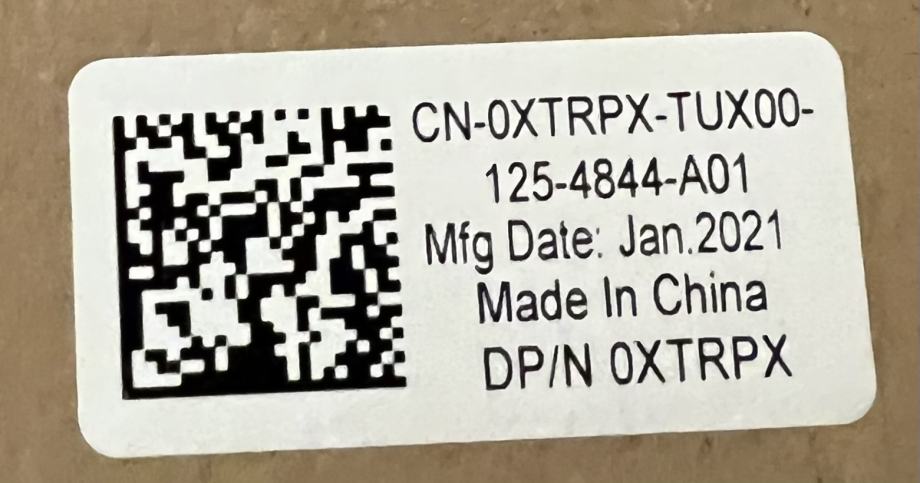 CN-0XTRPX-TUX00-
125-4844-A01
Mfg Date: Jan.2021
Made In China
DP/N 0XTRPX